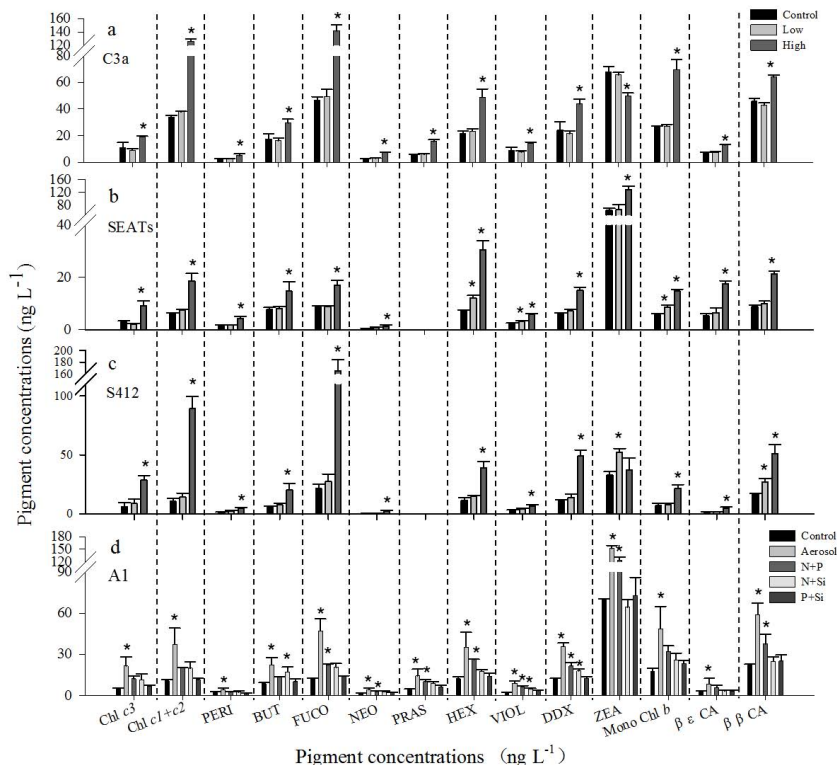 a
C3a
160
140
120
80
60
40
20
0
Control
Low
High
b
SEATs
160
120
80
40
20
0
c
S412
200
180
160
100
50
0
d
A1
150
120
90
60
30
0
Control
Aerosol
N+P
N+Si
P+Si
Pigment concentrations (ng L-1)
Chl c3
Chl c1+c2
PERI
BUT
FUCO
NEO
PRAS
HEX
VIOL
DDX
ZEA
Mono Chl b
β ε CA
β β CA
Pigment concentrations (ng L-1)